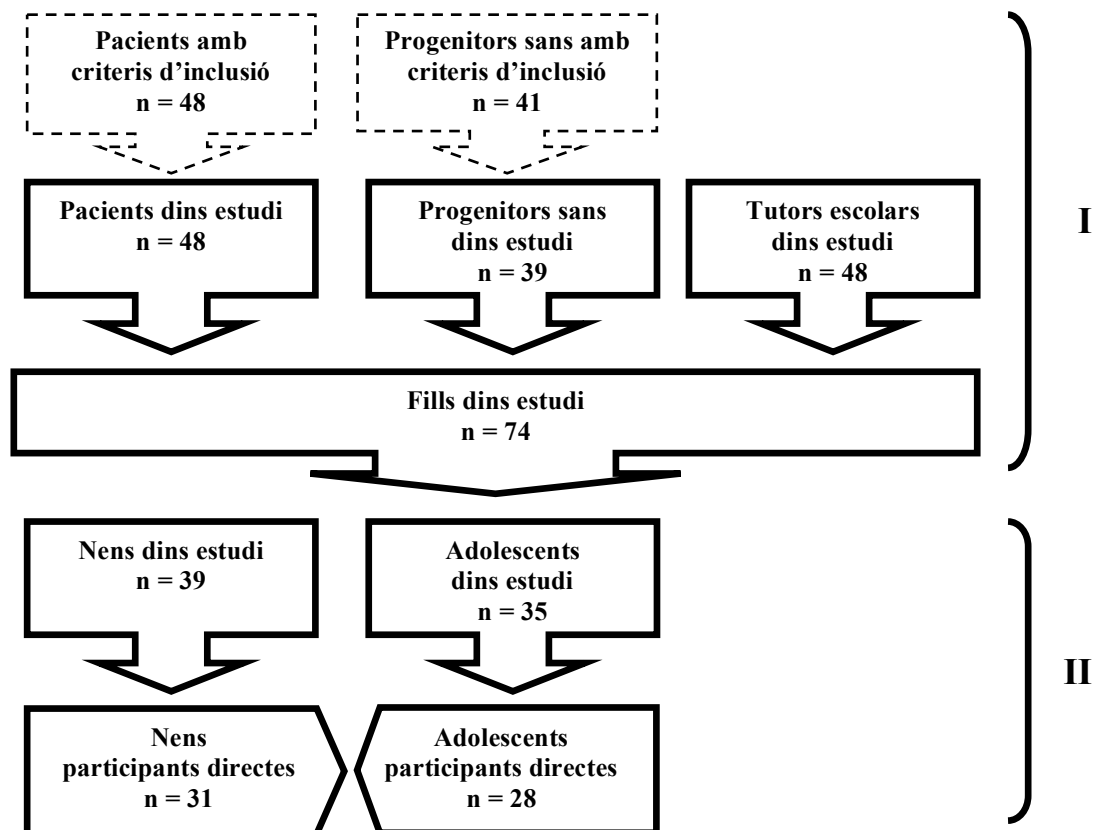 Pacients amb
criteris d’inclusió
n = 48
Progenitors sans amb
criteris d’inclusió
n = 41
Pacients dins estudi
n = 48
Progenitors sans
dins estudi
n = 39
Tutors escolars
dins estudi
n = 48
I
Fills dins estudi
n = 74
Nens dins estudi
n = 39
Adolescents
dins estudi
n = 35
II
Nens
participants directes
n = 31
Adolescents
participants directes
n = 28